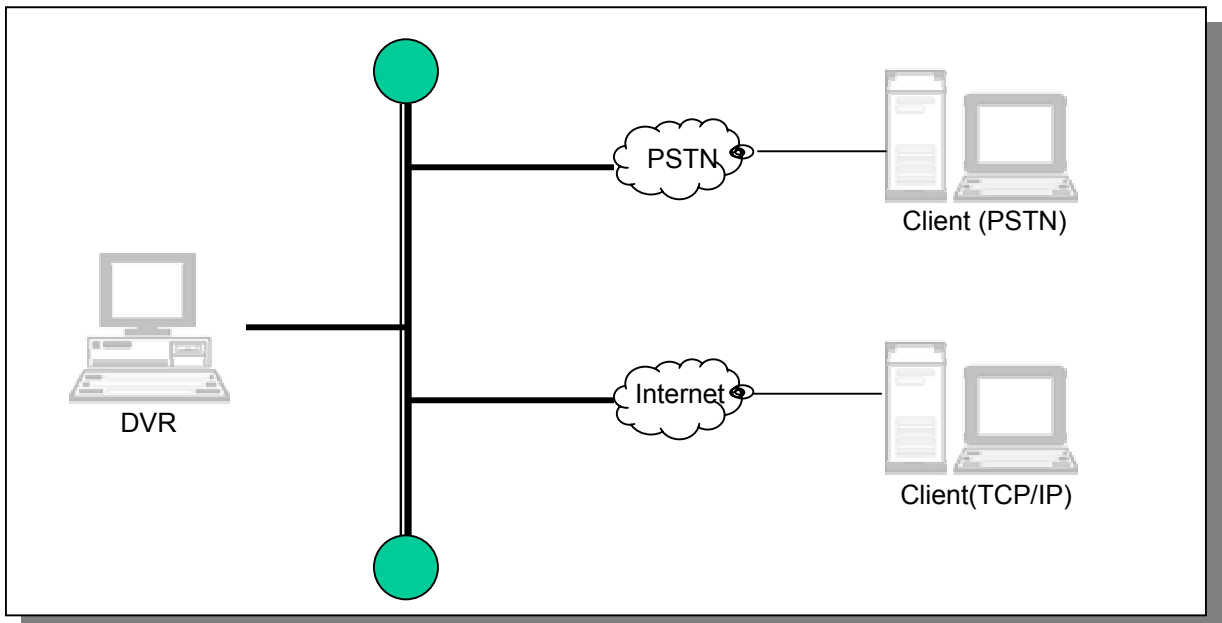 PSTN
Client (PSTN)
DVR
Internet
Client(TCP/IP)